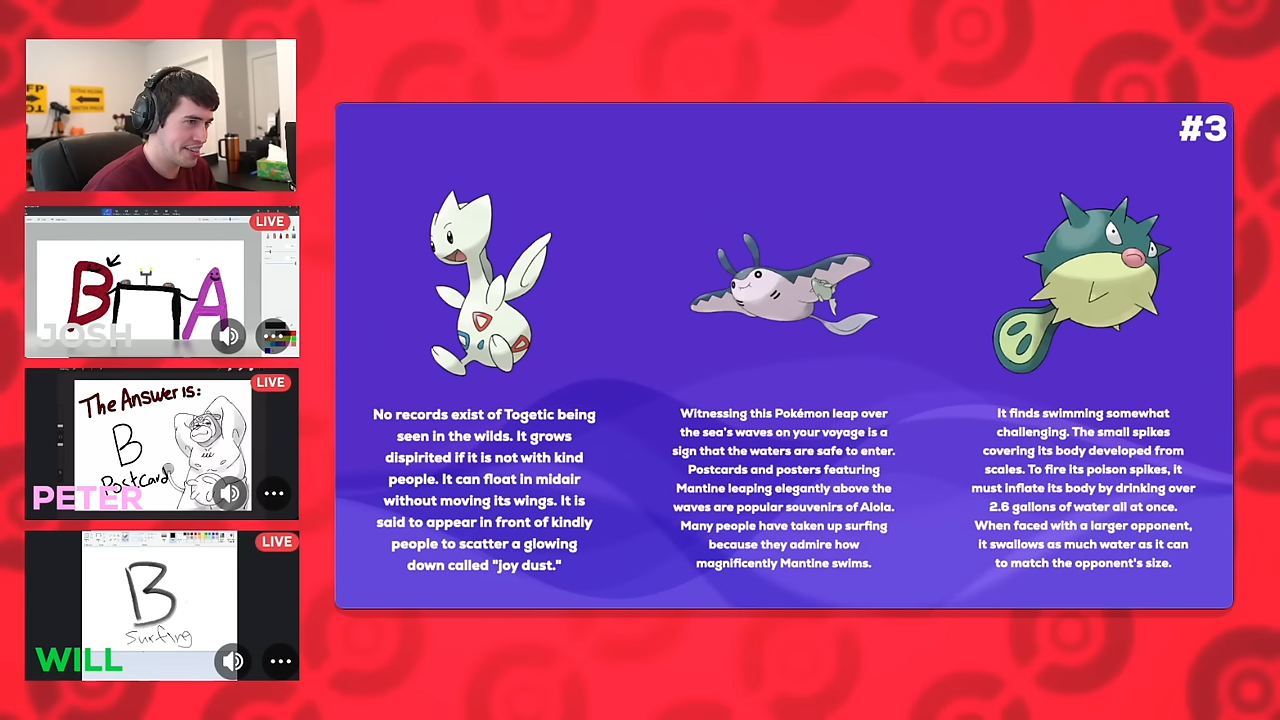 #3
LIVE
B A
JOSH
LIVE
The Answer is:
B
Postcard
PETER
LIVE
B
Surfing
WILL
No records exist of Togetic being
seen in the wilds. It grows
dispirited if it is not with kind
people. It can float in midair
without moving its wings. It is
said to appear in front of kindly
people to scatter a glowing
down called "joy dust."
Witnessing this Pokémon leap over
the sea's waves on your voyage is a
sign that the waters are safe to enter.
Postcards and posters featuring
Mantine leaping elegantly above the
waves are popular souvenirs of Alola.
Many people have taken up surfing
because they admire how
magnificently Mantine swims.
It finds swimming somewhat
challenging. The small spikes
covering its body developed from
scales. To fire its poison spikes, it
must inflate its body by drinking over
2.6 gallons of water all at once.
When faced with a larger opponent,
it swallows as much water as it can
to match the opponent's size.